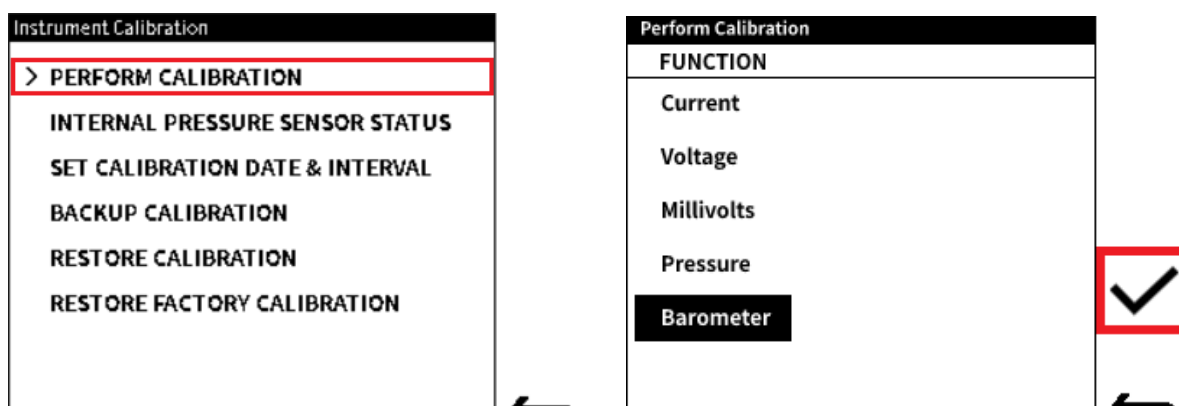 Instrument Calibration
> PERFORM CALIBRATION
INTERNAL PRESSURE SENSOR STATUS
SET CALIBRATION DATE & INTERVAL
BACKUP CALIBRATION
RESTORE CALIBRATION
RESTORE FACTORY CALIBRATION
Perform Calibration
FUNCTION
Current
Voltage
Millivolts
Pressure
Barometer